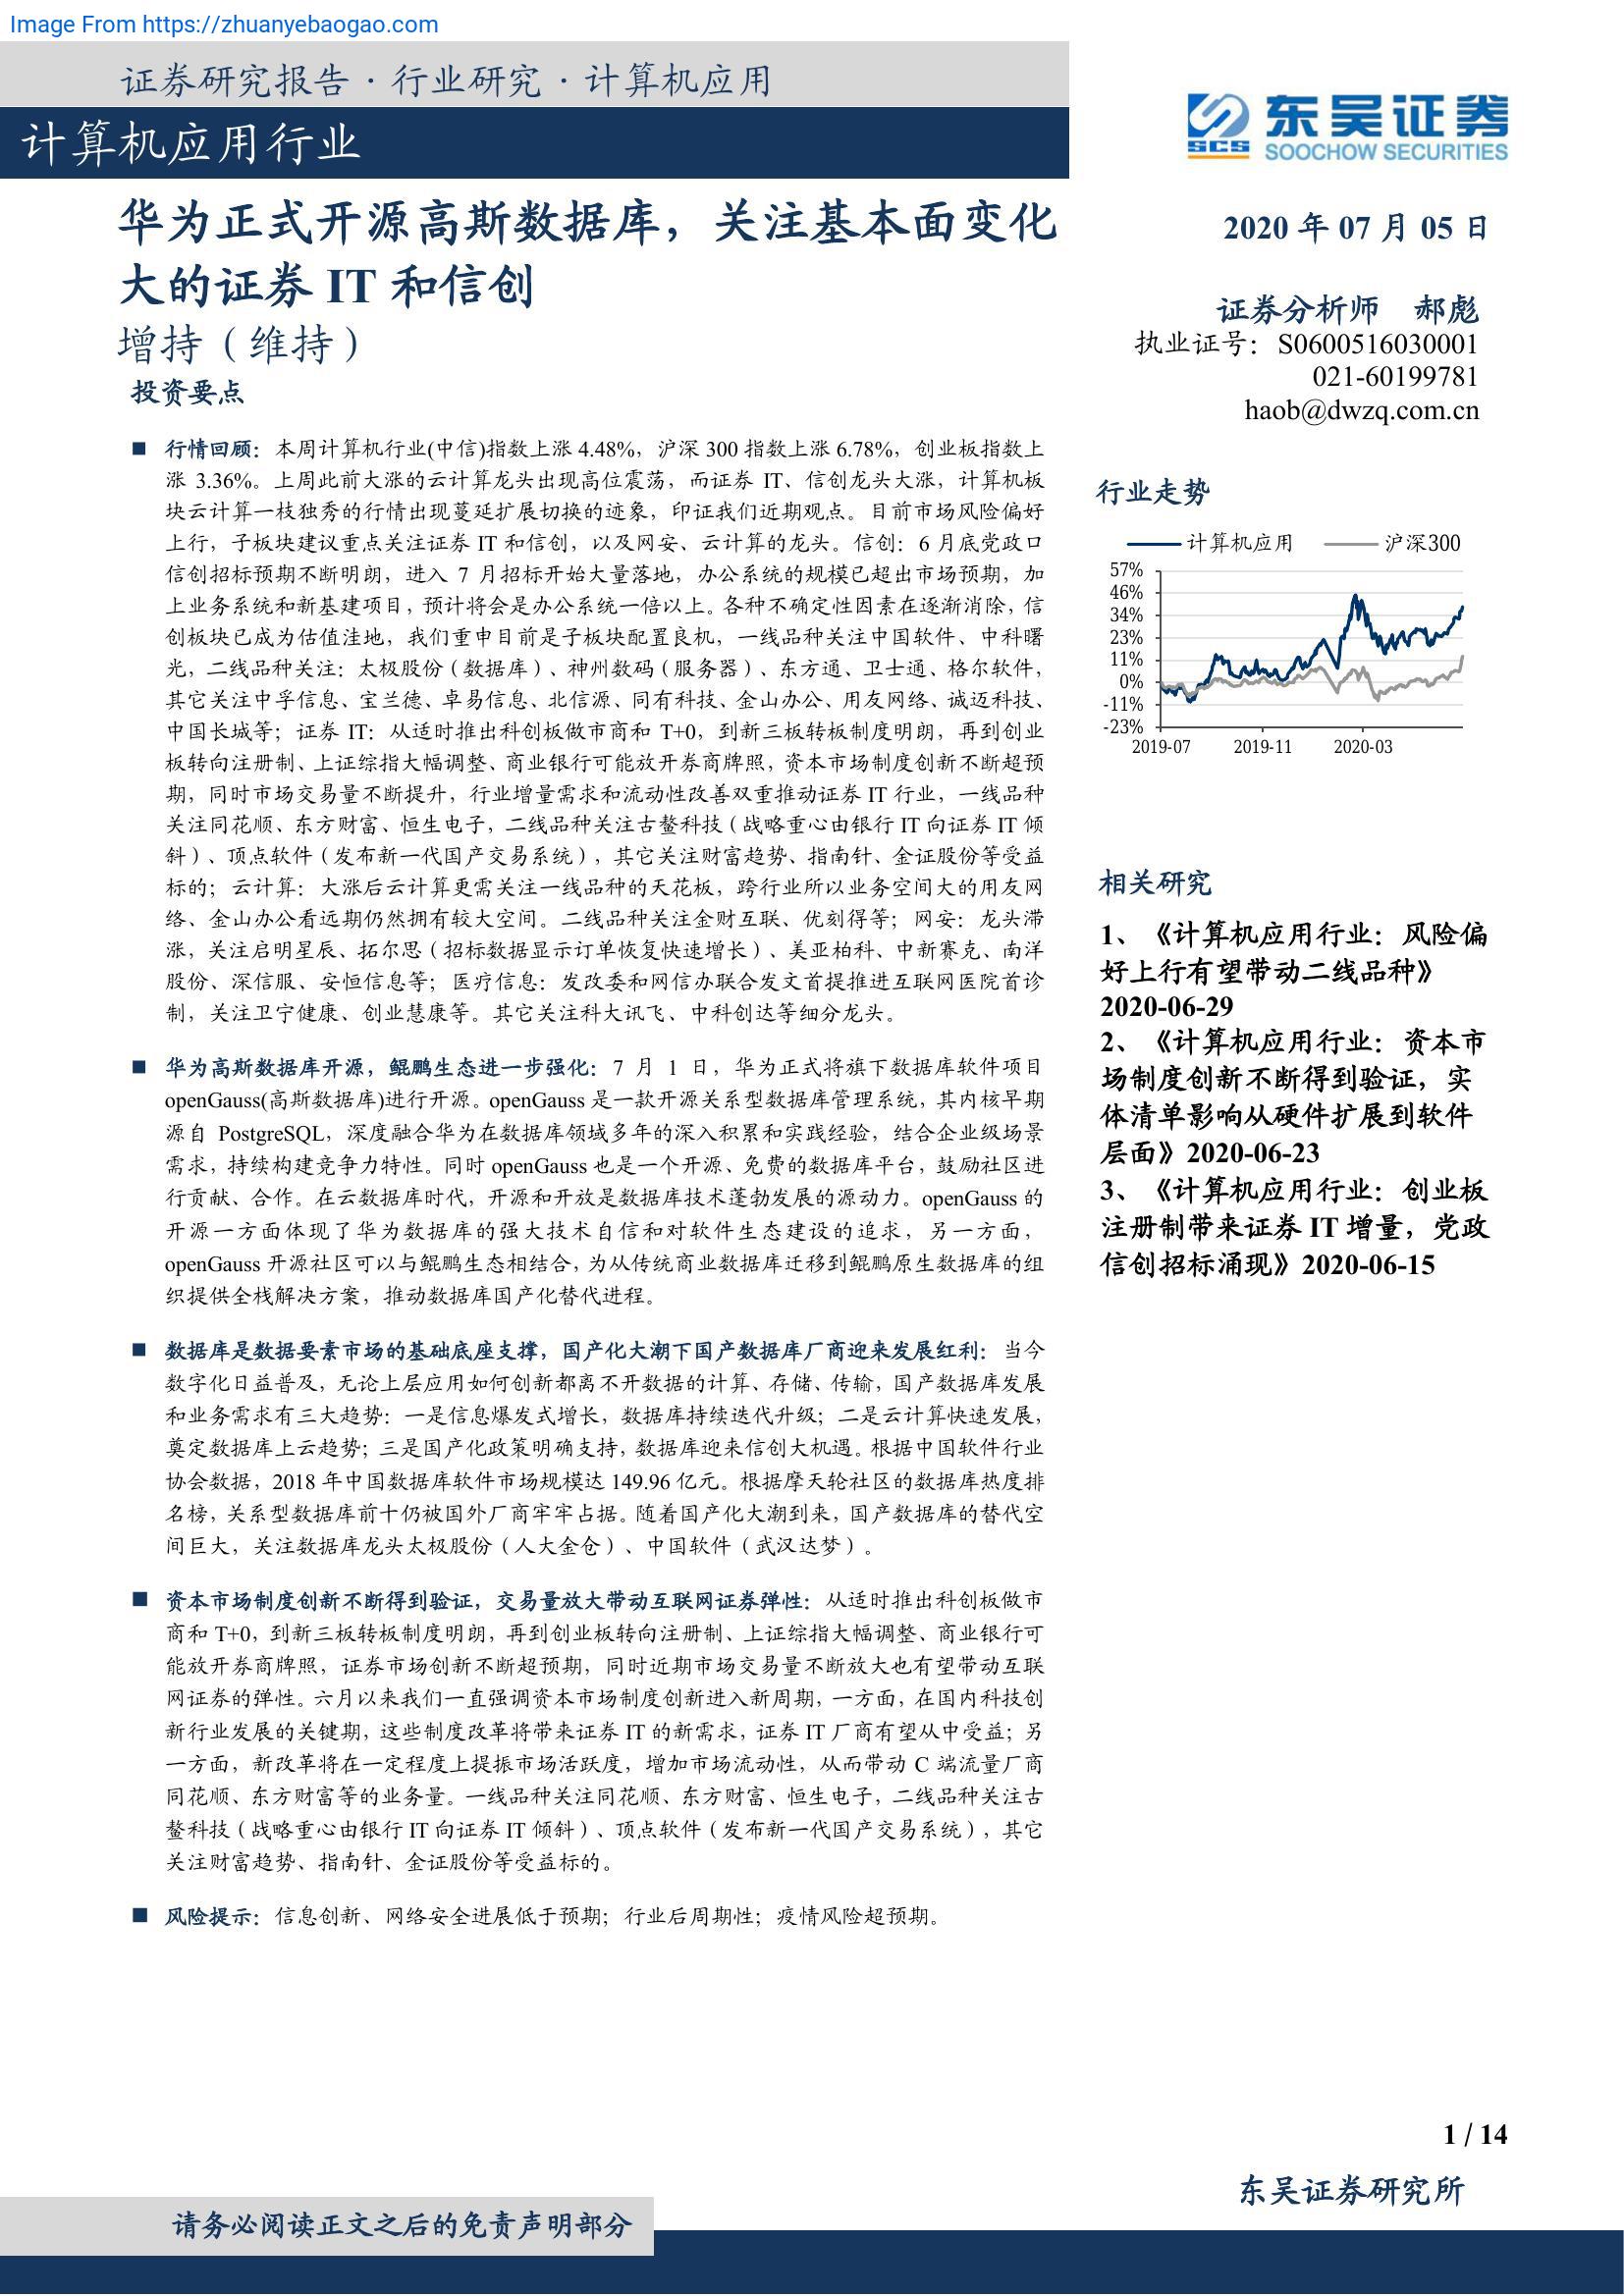 Image From https://zhuanyebaogao.com
证券研究报告·行业研究·计算机应用
计算机应用行业
东吴证券
SCS
SOOCHOW SECURITIES
华为正式开源高斯数据库，关注基本面变化
大的证券 IT 和信创
增持（维持）
投资要点
■ 行情回顾：本周计算机行业(中信)指数上涨 4.48%，沪深 300 指数上涨 6.78%，创业板指数上
涨 3.36%。上周此前大涨的云计算龙头出现高位震荡，而证券 IT、信创龙头大涨，计算机板
块云计算一枝独秀的行情出现蔓延扩展切换的迹象，印证我们近期观点。目前市场风险偏好
上行，子板块建议重点关注证券 IT 和信创，以及网安、云计算的龙头。信创：6 月底党政口
信创招标预期不断明朗，进入 7 月招标开始大量落地，办公系统的规模已超出市场预期，加
上业务系统和新基建项目，预计将会是办公系统一倍以上。各种不确定性因素在逐渐消除，信
创板块已成为估值洼地，我们重申目前是子板块配置良机，一线品种关注中国软件、中科曙
光，二线品种关注：太极股份（数据库）、神州数码（服务器）、东方通、卫士通、格尔软件，
其它关注中孚信息、宝兰德、卓易信息、北信源、同有科技、金山办公、用友网络、诚迈科技、
中国长城等；证券 IT：从适时推出科创板做市商和 T+0，到新三板转板制度明朗，再到创业
板转向注册制、上证综指大幅调整、商业银行可能放开券商牌照，资本市场制度创新不断超预
期，同时市场交易量不断提升，行业增量需求和流动性改善双重推动证券 IT 行业，一线品种
关注同花顺、东方财富、恒生电子，二线品种关注古鳌科技（战略重心由银行 IT 向证券 IT 倾
斜）、顶点软件（发布新一代国产交易系统），其它关注财富趋势、指南针、金证股份等受益
标的；云计算：大涨后云计算更需关注一线品种的天花板，跨行业所以业务空间大的用友网
络、金山办公看远期仍然拥有较大空间。二线品种关注金财互联、优刻得等；网安：龙头滞
涨，关注启明星辰、拓尔思（招标数据显示订单恢复快速增长）、美亚柏科、中新赛克、南洋
股份、深信服、安恒信息等；医疗信息：发改委和网信办联合发文首提推进互联网医院首诊
制，关注卫宁健康、创业慧康等。其它关注科大讯飞、中科创达等细分龙头。
■ 华为高斯数据库开源，鲲鹏生态进一步强化：7 月 1 日，华为正式将旗下数据库软件项目
openGauss(高斯数据库)进行开源。openGauss 是一款开源关系型数据库管理系统，其内核早期
源自 PostgreSQL，深度融合华为在数据库领域多年的深入积累和实践经验，结合企业级场景
需求，持续构建竞争力特性。同时 openGauss 也是一个开源、免费的数据库平台，鼓励社区进
行贡献、合作。在云数据库时代，开源和开放是数据库技术蓬勃发展的源动力。openGauss 的
开源一方面体现了华为数据库的强大技术自信和对软件生态建设的追求，另一方面，
openGauss 开源社区可以与鲲鹏生态相结合，为从传统商业数据库迁移到鲲鹏原生数据库的组
织提供全栈解决方案，推动数据库国产化替代进程。
■ 数据库是数据要素市场的基础底座支撑，国产化大潮下国产数据库厂商迎来发展红利：当今
数字化日益普及，无论上层应用如何创新都离不开数据的计算、存储、传输，国产数据库发展
和业务需求有三大趋势：一是信息爆发式增长，数据库持续迭代升级；二是云计算快速发展，
奠定数据库上云趋势；三是国产化政策明确支持，数据库迎来信创大机遇。根据中国软件行业
协会数据，2018 年中国数据库软件市场规模达 149.96 亿元。根据摩天轮社区的数据库热度排
名榜，关系型数据库前十仍被国外厂商牢牢占据。随着国产化大潮到来，国产数据库的替代空
间巨大，关注数据库龙头太极股份（人大金仓）、中国软件（武汉达梦）。
■ 资本市场制度创新不断得到验证，交易量放大带动互联网证券弹性：从适时推出科创板做市
商和 T+0，到新三板转板制度明朗，再到创业板转向注册制、上证综指大幅调整、商业银行可
能放开券商牌照，证券市场创新不断超预期，同时近期市场交易量不断放大也有望带动互联
网证券的弹性。六月以来我们一直强调资本市场制度创新进入新周期，一方面，在国内科技创
新行业发展的关键期，这些制度改革将带来证券 IT 的新需求，证券 IT 厂商有望从中受益；另
一方面，新改革将在一定程度上提振市场活跃度，增加市场流动性，从而带动 C 端流量厂商
同花顺、东方财富等的业务量。一线品种关注同花顺、东方财富、恒生电子，二线品种关注古
鳌科技（战略重心由银行 IT 向证券 IT 倾斜）、顶点软件（发布新一代国产交易系统），其它
关注财富趋势、指南针、金证股份等受益标的。
■ 风险提示：信息创新、网络安全进展低于预期；行业后周期性；疫情风险超预期。
2020 年 07 月 05 日
证券分析师 郝彪
执业证号：S0600516030001
021-60199781
haob@dwzq.com.cn
行业走势
计算机应用 沪深300
57%
46%
34%
23%
11%
0%
-11%
-23%
2019-07 2019-11 2020-03
相关研究
1、《计算机应用行业：风险偏
好上行有望带动二线品种》
2020-06-29
2、《计算机应用行业：资本市
场制度创新不断得到验证，实
体清单影响从硬件扩展到软件
层面》2020-06-23
3、《计算机应用行业：创业板
注册制带来证券 IT 增量，党政
信创招标涌现》2020-06-15
1 / 14
东吴证券研究所
请务必阅读正文之后的免责声明部分